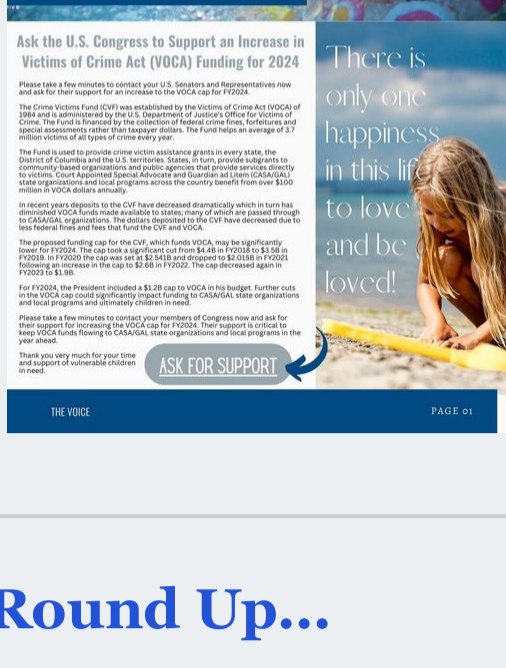 Ask the U.S. Congress to Support an Increase in
Victims of Crime Act (VOCA) Funding for 2024
Please take a few minutes to contact your U.S. Senators and Representatives now
and ask for their support for an increase to the VOCA cap for FY2024.
The Crime Victims Fund (CVF) was established by the Victims of Crime Act (VOCA) of
1984 and is administered by the U.S. Department of Justice's Office for Victims of
Crime. The Fund is financed by the collection of federal crime fines, forfeitures and
special assessments rather than taxpayer dollars. The Fund helps an average of 3.7
million victims of all types of crime every year.
The Fund is used to provide crime victim assistance grants in every state, the
District of Columbia and the U.S. territories. States, in turn, provide subgrants to
community-based organizations and public agencies that provide services directly
to victims. Court Appointed Special Advocate and Guardian ad Litem (CASA/GAL)
state organizations and local programs across the country benefit from over $100
million in VOCA dollars annually.
In recent years deposits to the CVF have decreased dramatically which in turn has
diminished VOCA funds made available to states; many of which are passed through
to CASA/GAL organizations. The dollars deposited to the CVF have decreased due to
less federal fines and fees that fund the CVF and VOCA.
The proposed funding cap for the CVF, which funds VOCA, may be significantly
lower for FY2024. The cap took a significant cut from $4.4B in FY2018 to $3.5B in
FY2019. In FY2020 the cap was set at $2.541B and dropped to $2.015B in FY2021
following an increase in the cap to $2.6B in FY2022. The cap decreased again in
FY2023 to $1.9B.
For FY2024, the President included a $1.2B cap to VOCA in his budget. Further cuts
in the VOCA cap could significantly impact funding to CASA/GAL state organizations
and local programs and ultimately children in need.
Please take a few minutes to contact your members of Congress now and ask for
their support for increasing the VOCA cap for FY2024. Their support is critical to
keep VOCA funds flowing to CASA/GAL state organizations and local programs in the
year ahead.
Thank you very much for your time
and support of vulnerable children
in need.
ASK FOR SUPPORT
There is
only one
happiness
in this life
to love
and be
loved!
THE VOICE
PAGE 01
Round Up...